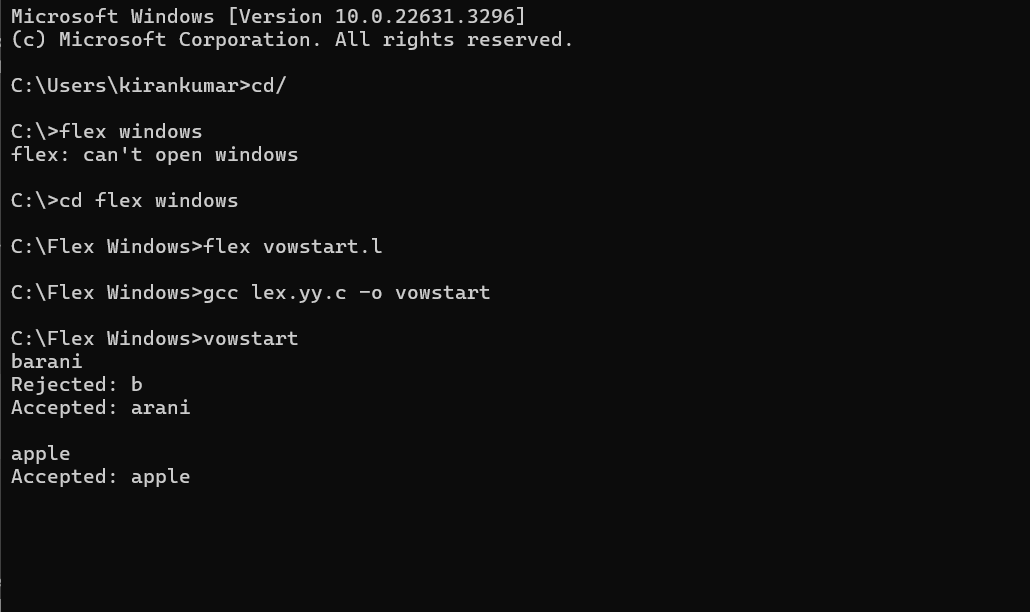 Microsoft Windows [Version 10.0.22631.3296]
(c) Microsoft Corporation. All rights reserved.
C:\Users\kirankumar>cd/
C:\>flex windows
flex: can't open windows
C:\>cd flex windows
C:\Flex Windows>flex vowstart.l
C:\Flex Windows>gcc lex.yy.c -o vowstart
C:\Flex Windows>vowstart
barani
Rejected: b
Accepted: arani
apple
Accepted: apple